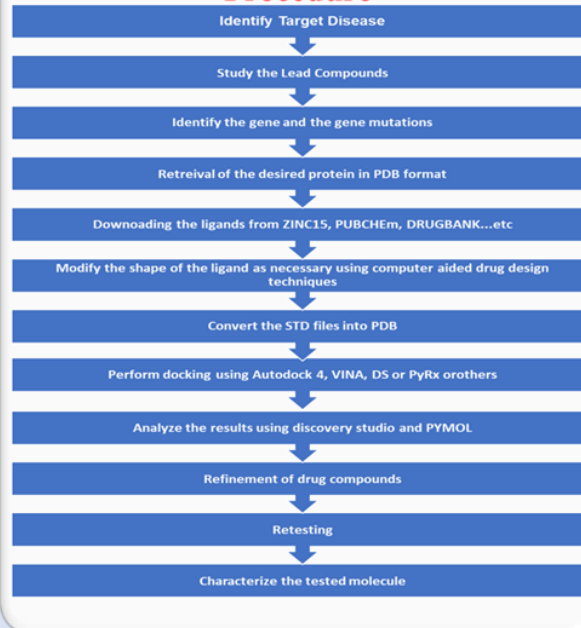 Identify Target Disease
Study the Lead Compounds
Identify the gene and the gene mutations
Retreival of the desired protein in PDB format
Downoading the ligands from ZINC15, PUBCHEm, DRUGBANK...etc
Modify the shape of the ligand as necessary using computer aided drug design
techniques
Convert the STD files into PDB
Perform docking using Autodock 4, VINA, DS or PyRx orothers
Analyze the results using discovery studio and PYMOL
Refinement of drug compounds
Retesting
Characterize the tested molecule